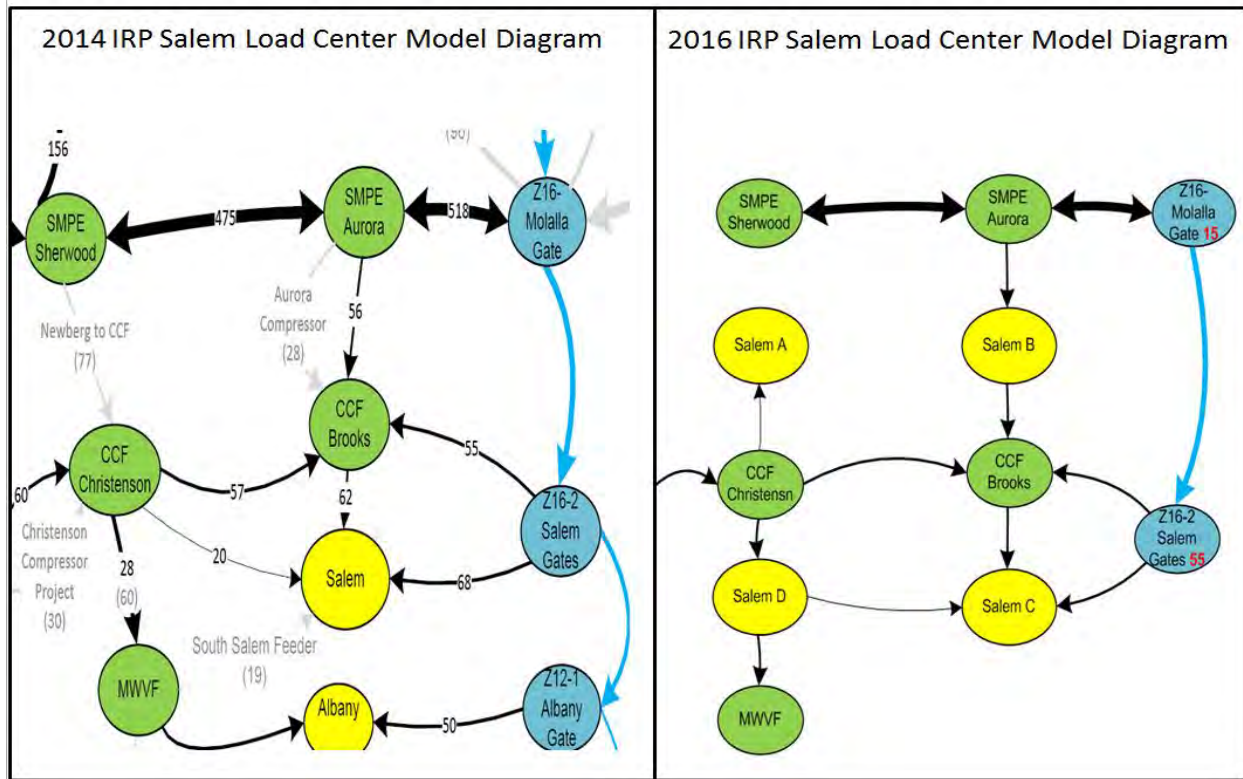 2014 IRP Salem Load Center Model Diagram
156
SMPE
Sherwood
475
SMPE
Aurora
518
Z16-
Molalla
Gate
Newberg to CCF
(77)
Aurora
Compressor
(28)
56
CCF
Brooks
55
60
CCF
Christenson
57
62
Z16-2
Salem
Gates
Christenson
Compressor
Project
(30)
28
(60)
20
Salem
68
South Salem Feeder
(19)
MWVF
Albany
50
Z12-1
Albany
Gate
2016 IRP Salem Load Center Model Diagram
SMPE
Sherwood
SMPE
Aurora
Z16-
Molalla
Gate 15
Salem A
Salem B
CCF
Christensn
CCF
Brooks
Z16-2
Salem
Gates 55
Salem D
Salem C
MWVF